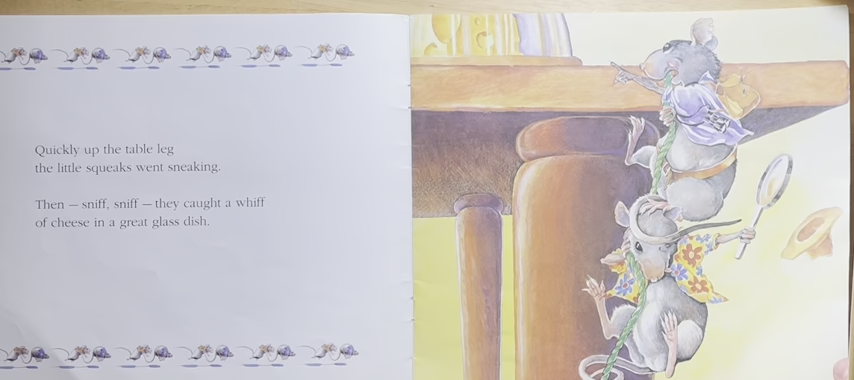 Quickly up the table leg
the little squeaks went sneaking.
Then — sniff, sniff — they caught a whiff
of cheese in a great glass dish.